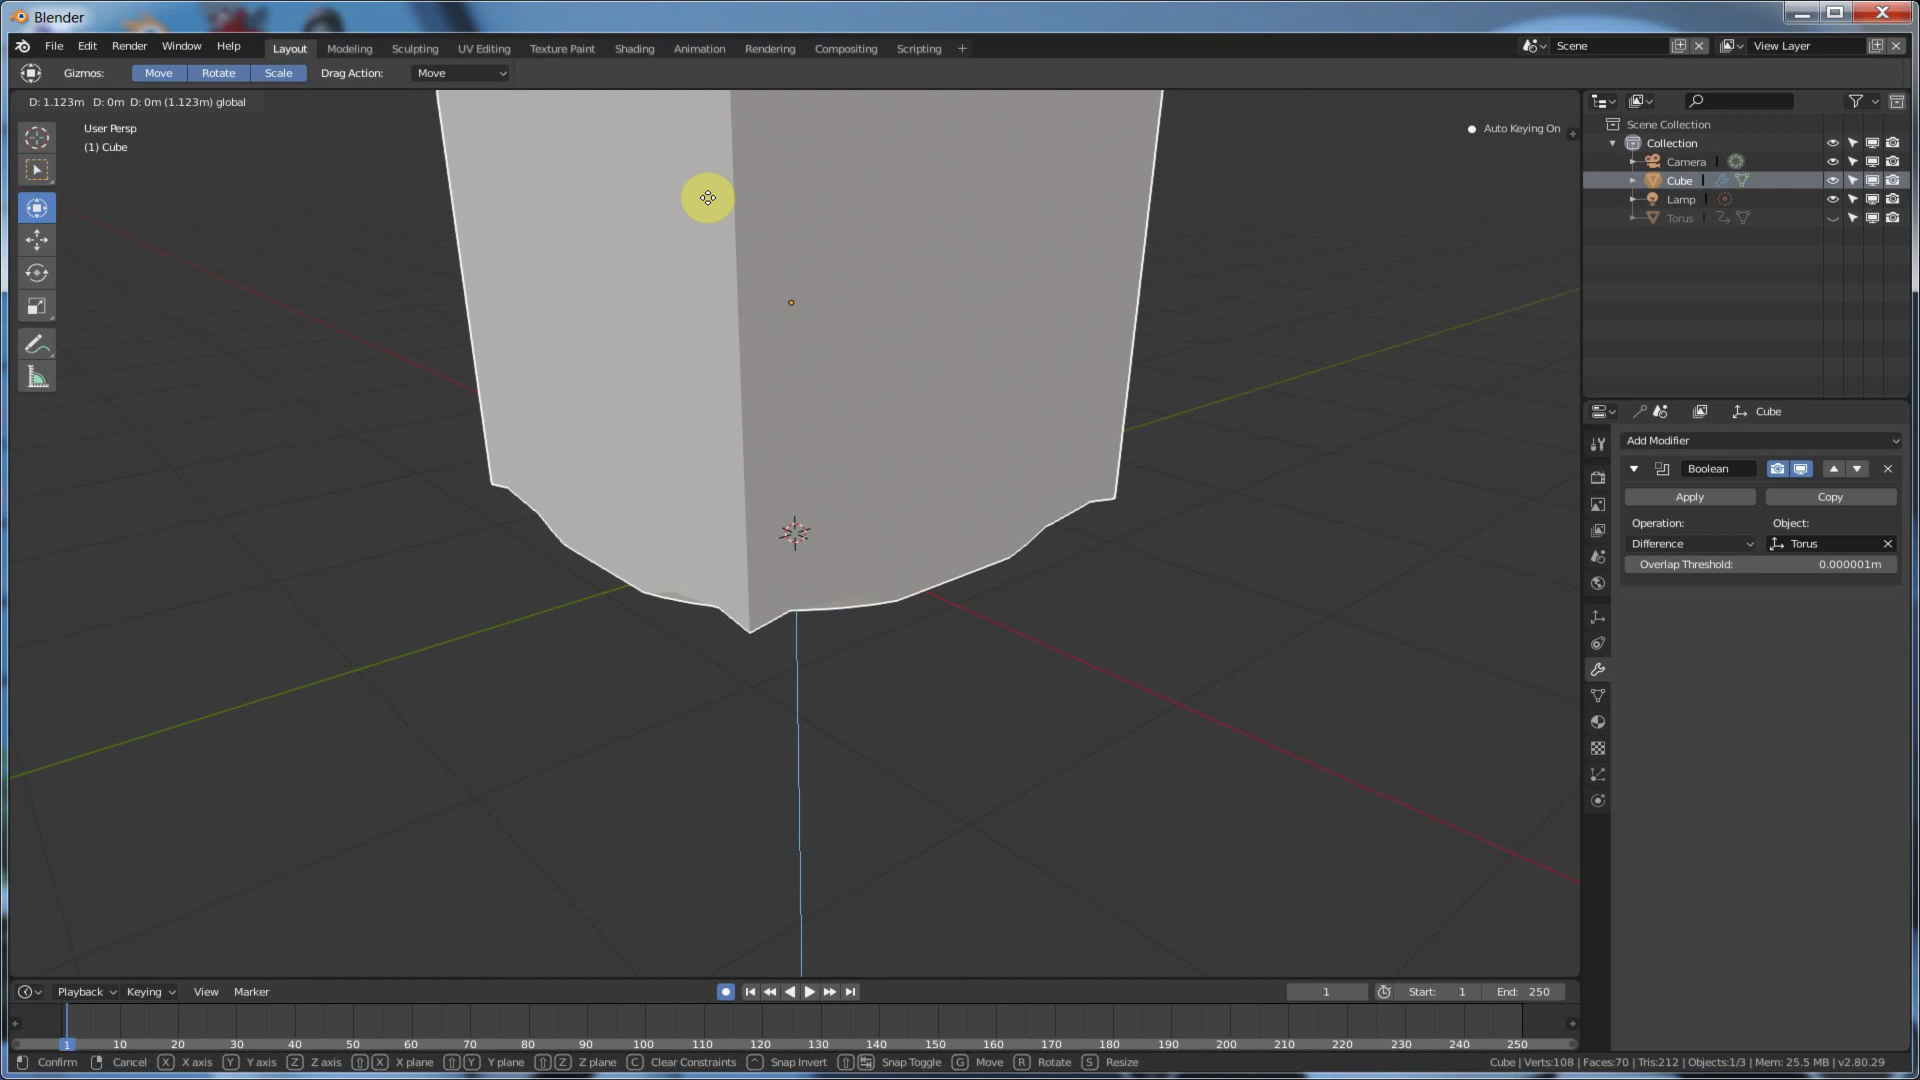 Blender
File Edit Render Window Help Layout Modeling Sculpting UV Editing Texture Paint Shading Animation Rendering Compositing Scripting + Scene View Layer
Gizmos: Move Rotate Scale Drag Action: Move
D: 1.123m D: 0m D: 0m (1.123m) global
User Persp
(1) Cube
Auto Keying On
Scene Collection
Collection
Camera
Cube
Lamp
Torus
Cube
Add Modifier
Boolean
Apply Copy
Operation: Object:
Difference Torus
Overlap Threshold: 0.000001m
Playback Keying View Marker 1 Start: 1 End: 250
1 10 20 30 40 50 60 70 80 90 100 110 120 130 140 150 160 170 180 190 200 210 220 230 240 250
Confirm Cancel X X axis Y Y axis Z Z axis X X plane Y Y plane Z Z plane C Clear Constraints Snap Invert Snap Toggle G Move R Rotate S Resize Cube | Verts:108 | Faces:70 | Tris:212 | Objects:1/3 | Mem: 25.5 MB | v2.80.29